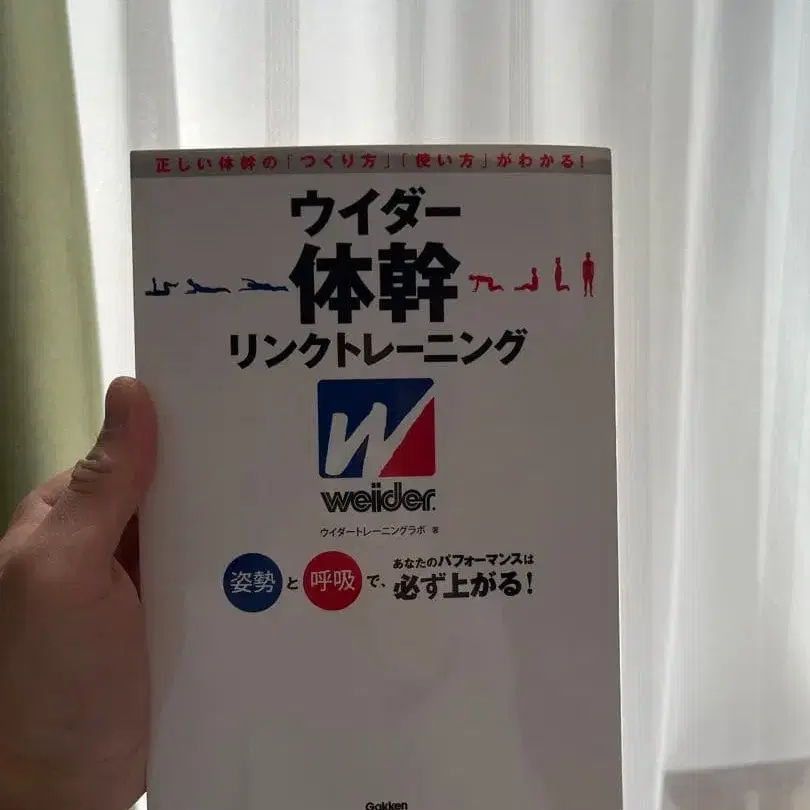 正しい体幹の「つくり方」「使い方」がわかる!
ウイダー
体幹
リンクトレーニング
weider
ウイダートレーニングラボ 著
姿勢と呼吸で、あなたのパフォーマンスは
必ず上がる!
Gakken